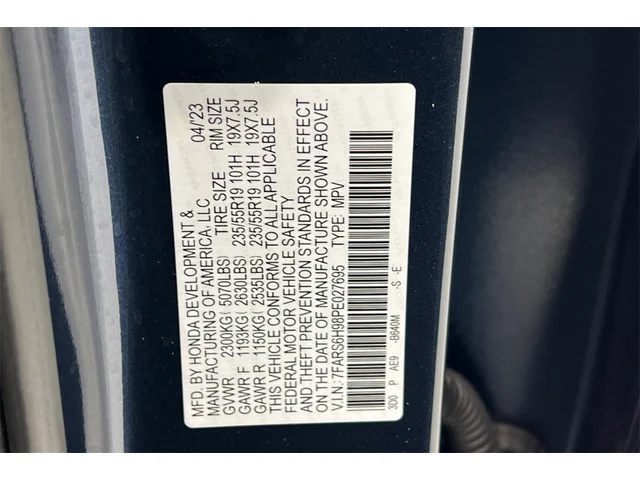 MFD. BY HONDA DEVELOPMENT &
MANUFACTURING OF AMERICA, LLC 04/23
TIRE SIZE RIM SIZE
GVWR 2300KG( 5070LBS)
GAWR F 1193KG( 2630LBS) 235/55R19 101H 19X7.5J
GAWR R 1150KG( 2535LBS) 235/55R19 101H 19X7.5J
THIS VEHICLE CONFORMS TO ALL APPLICABLE
FEDERAL MOTOR VEHICLE SAFETY
AND THEFT PREVENTION STANDARDS IN EFFECT
ON THE DATE OF MANUFACTURE SHOWN ABOVE.
V.I.N.: 7FARS6H98PE027695 TYPE: MPV
3D0 P AE9 -B640M -S -E